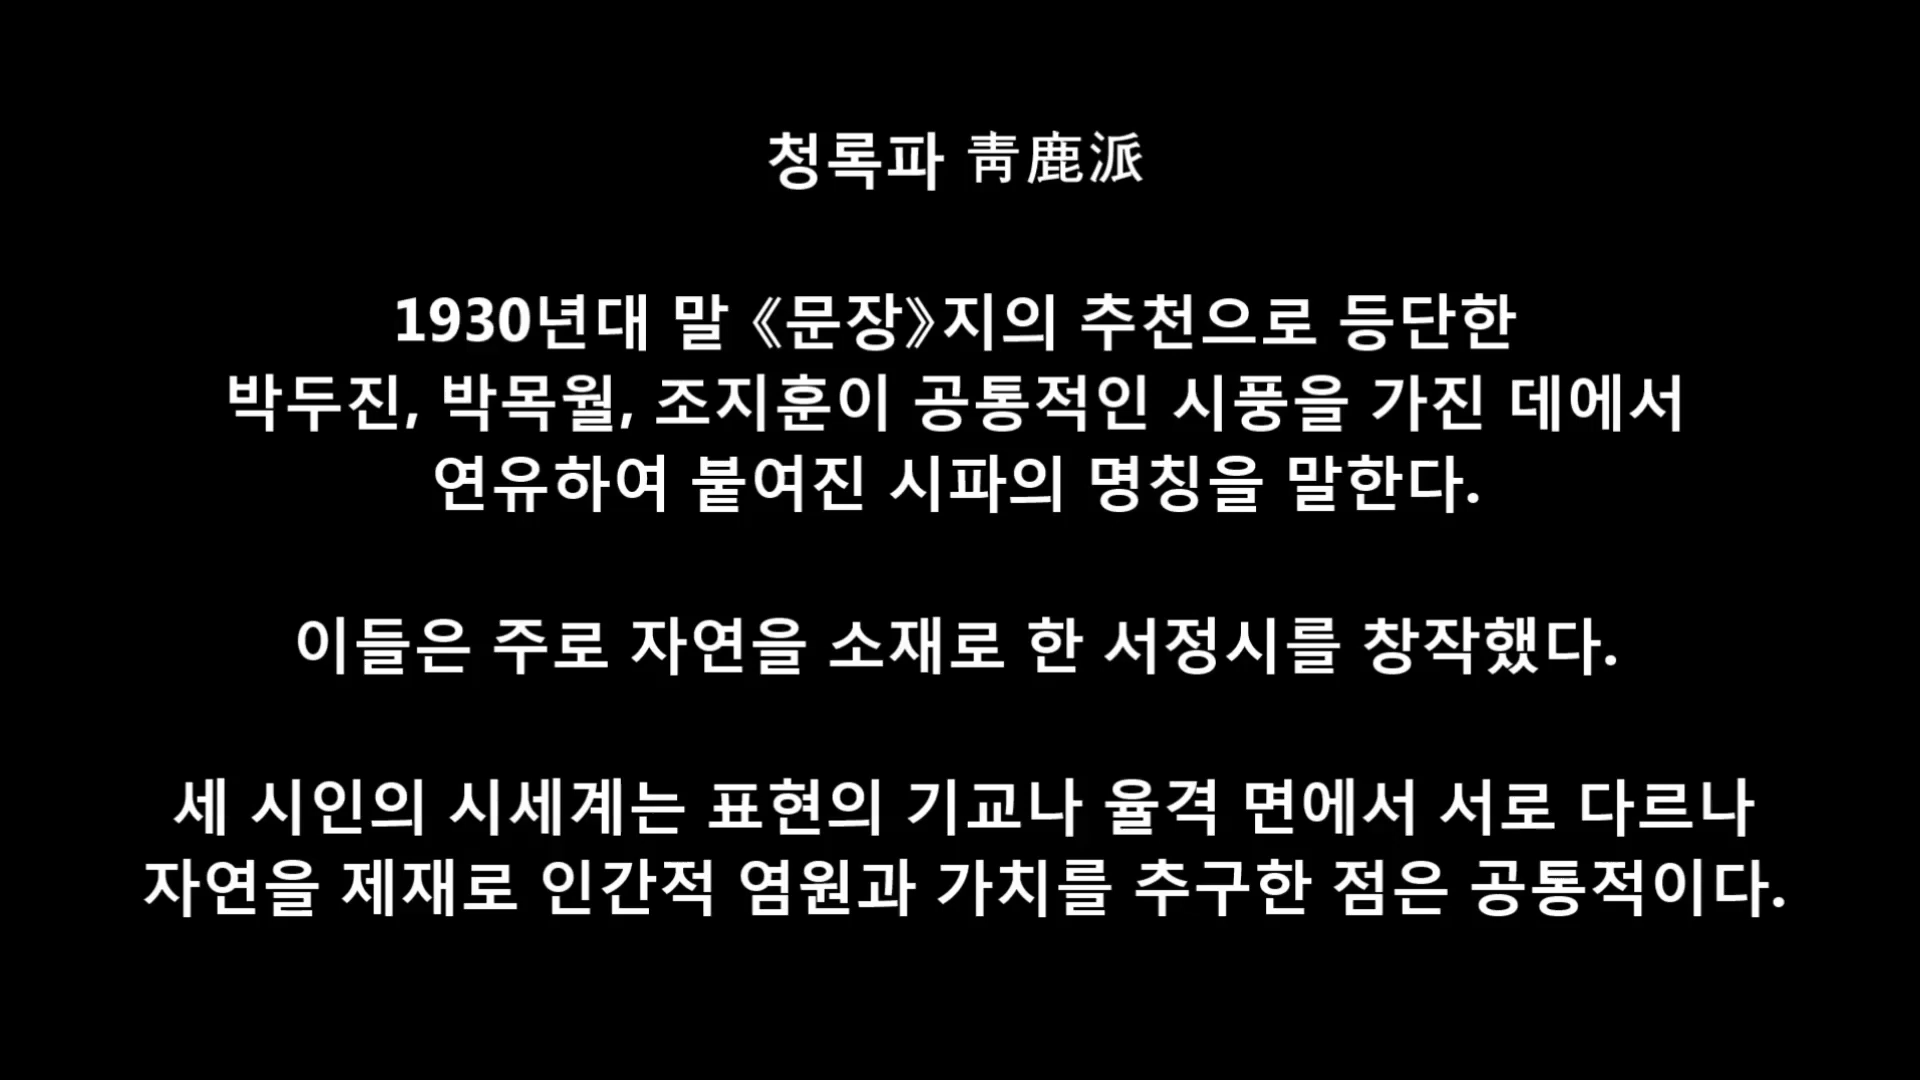 청록파 靑鹿派
1930년대 말 《문장》지의 추천으로 등단한
박두진, 박목월, 조지훈이 공통적인 시풍을 가진 데에서
연유하여 붙여진 시파의 명칭을 말한다.
이들은 주로 자연을 소재로 한 서정시를 창작했다.
세 시인의 시세계는 표현의 기교나 율격 면에서 서로 다르나
자연을 제재로 인간적 염원과 가치를 추구한 점은 공통적이다.